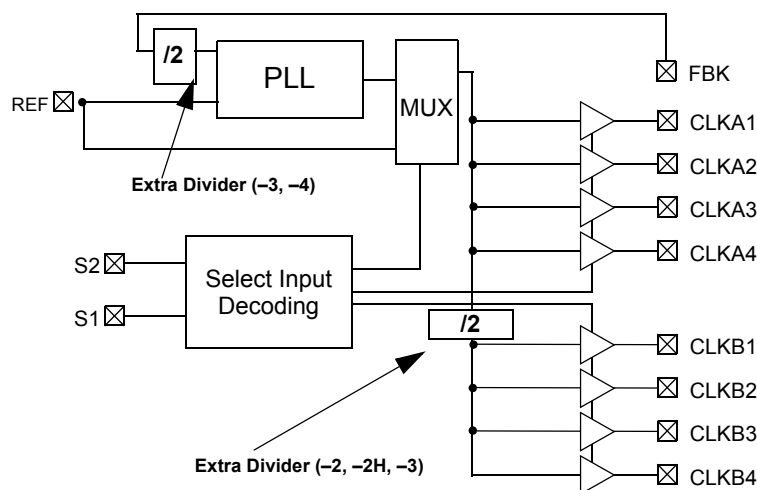 /2
PLL
MUX
FBK
REF
CLKA1
CLKA2
CLKA3
CLKA4
Extra Divider (–3, –4)
S2
S1
Select Input
Decoding
/2
CLKB1
CLKB2
CLKB3
CLKB4
Extra Divider (–2, –2H, –3)